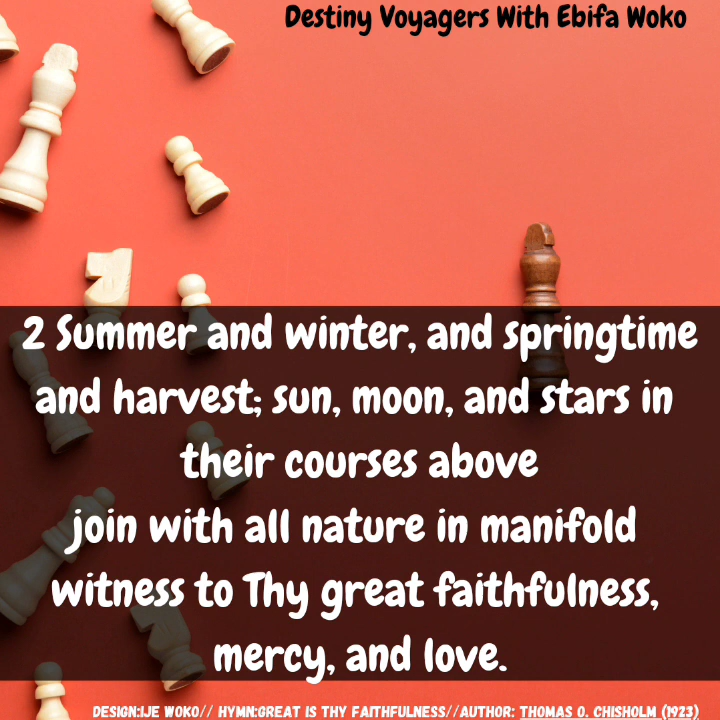 Destiny Voyagers With Ebifa Woko
2 Summer and winter, and springtime
and harvest; sun, moon, and stars in
their courses above
join with all nature in manifold
witness to Thy great faithfulness,
mercy, and love.
DESIGN:IJE WOKO// HYMN:GREAT IS THY FAITHFULNESS//AUTHOR: THOMAS O. CHISHOLM (1923)